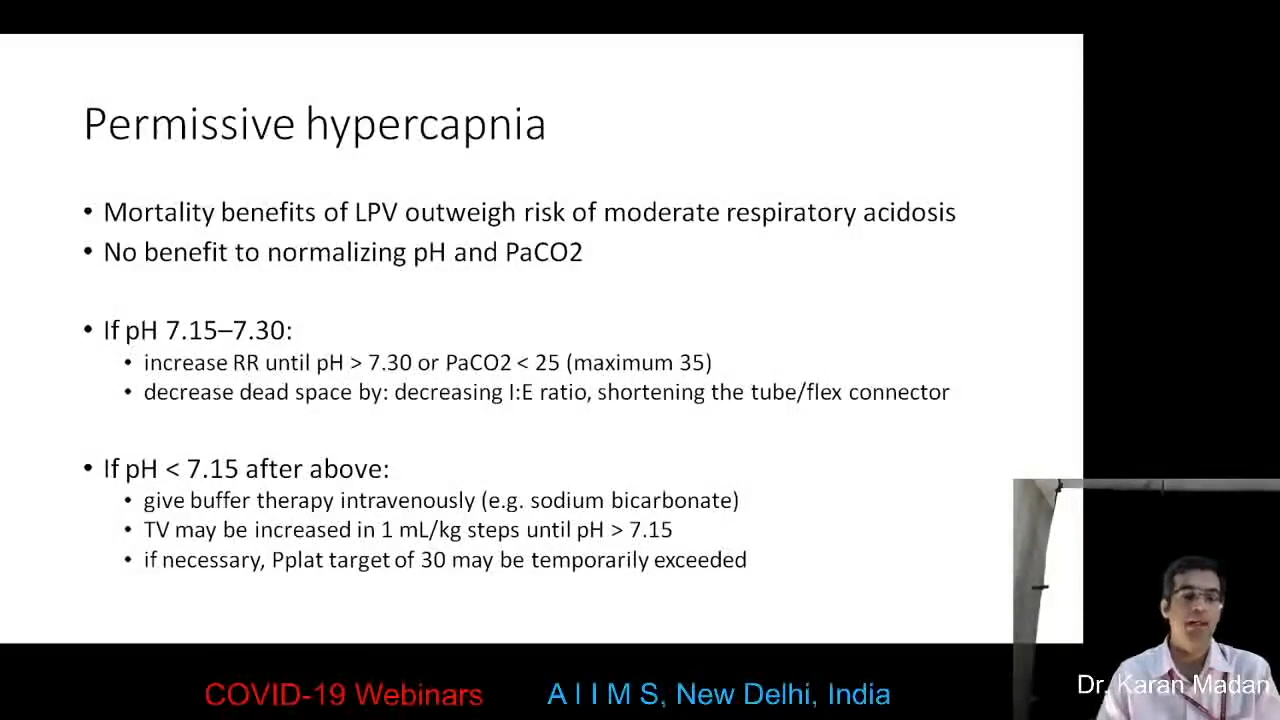 Permissive hypercapnia
• Mortality benefits of LPV outweigh risk of moderate respiratory acidosis
• No benefit to normalizing pH and PaCO2
• If pH 7.15–7.30:
• increase RR until pH > 7.30 or PaCO2 < 25 (maximum 35)
• decrease dead space by: decreasing I:E ratio, shortening the tube/flex connector
• If pH < 7.15 after above:
• give buffer therapy intravenously (e.g. sodium bicarbonate)
• TV may be increased in 1 mL/kg steps until pH > 7.15
• if necessary, Pplat target of 30 may be temporarily exceeded
Dr. Karan Madan
COVID-19 Webinars A I I M S, New Delhi, India